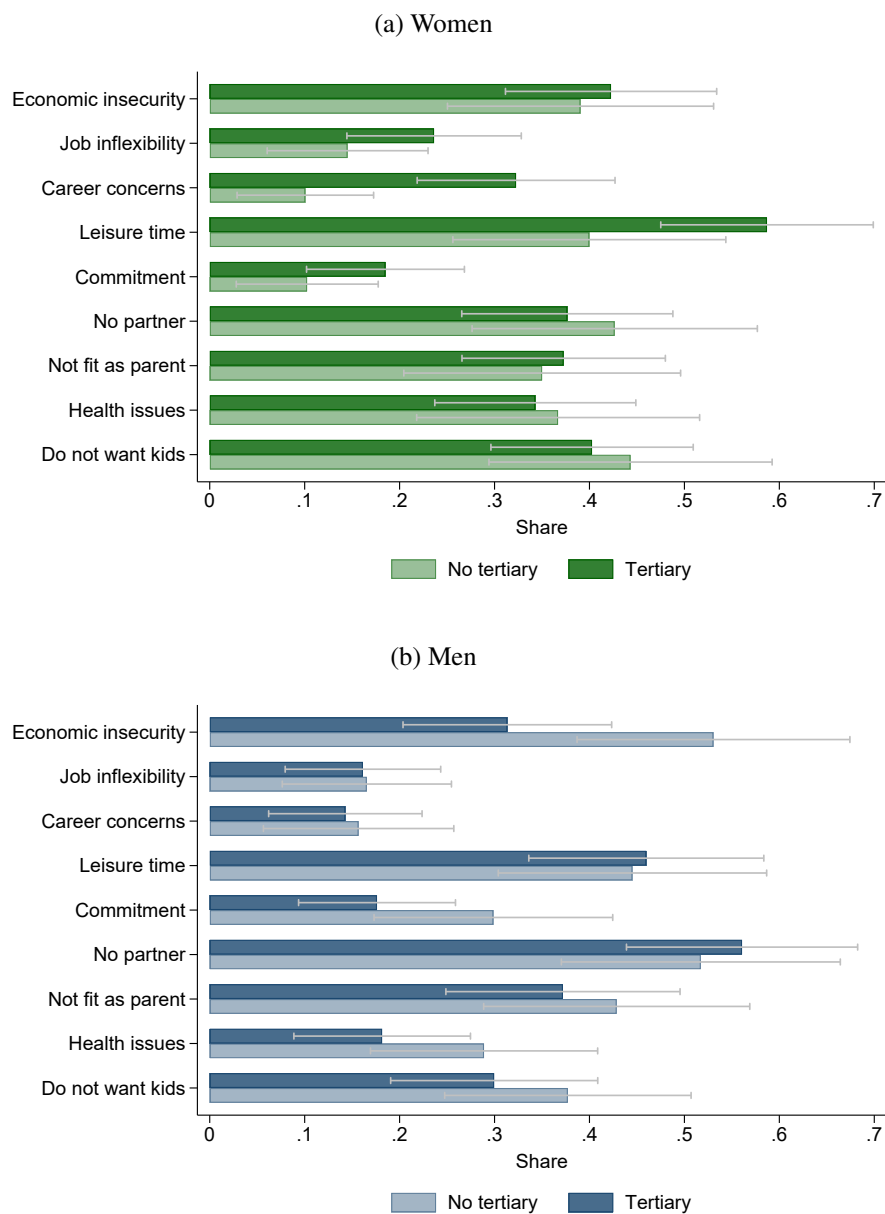 (a) Women
Economic insecurity
Job inflexibility
Career concerns
Leisure time
Commitment
No partner
Not fit as parent
Health issues
Do not want kids
0 .1 .2 .3 .4 .5 .6 .7
Share
No tertiary Tertiary
(b) Men
Economic insecurity
Job inflexibility
Career concerns
Leisure time
Commitment
No partner
Not fit as parent
Health issues
Do not want kids
0 .1 .2 .3 .4 .5 .6 .7
Share
No tertiary Tertiary